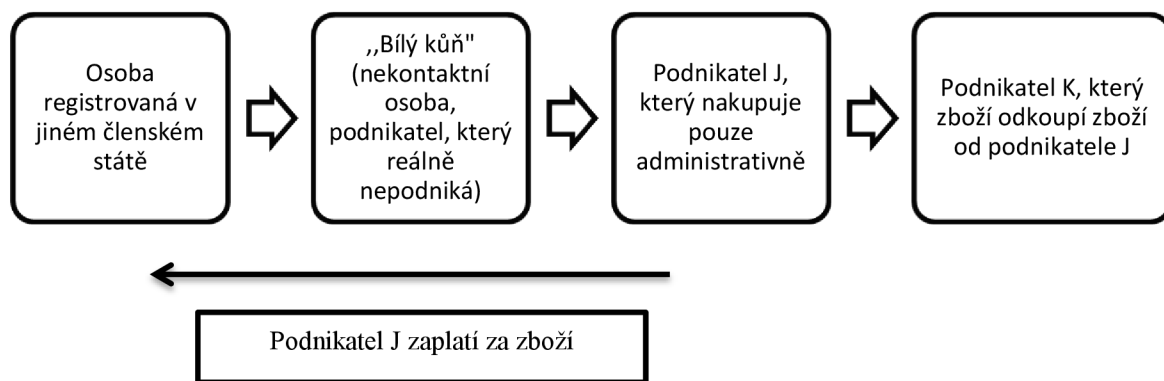 Osoba
registrovaná v
jiném členském
státě
,,Bílý kůň"
(nekontaktní
osoba,
podnikatel, který
reálně
nepodniká)
Podnikatel J,
který nakupuje
pouze
administrativně
Podnikatel K, který
zboží odkoupí zboží
od podnikatele J
Podnikatel J zaplatí za zboží